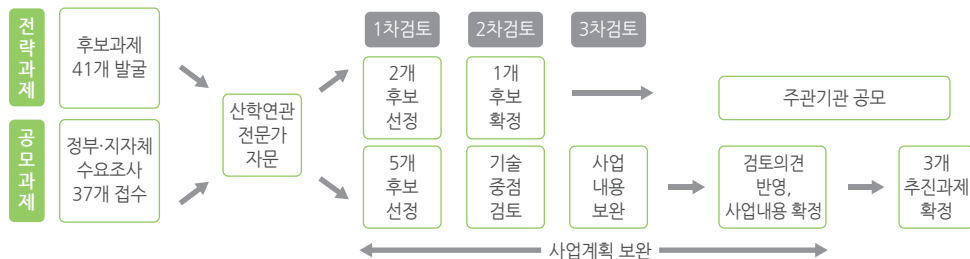 전략과제
후보과제
41개 발굴
공모과제
정부·지자체
수요조사
37개 접수
산학연관
전문가
자문
1차검토
2차검토
3차검토
2개
후보
선정
1개
후보
확정
주관기관 공모
5개
후보
선정
기술
중점
검토
사업
내용
보완
검토의견
반영,
사업내용 확정
3개
추진과제
확정
사업계획 보완